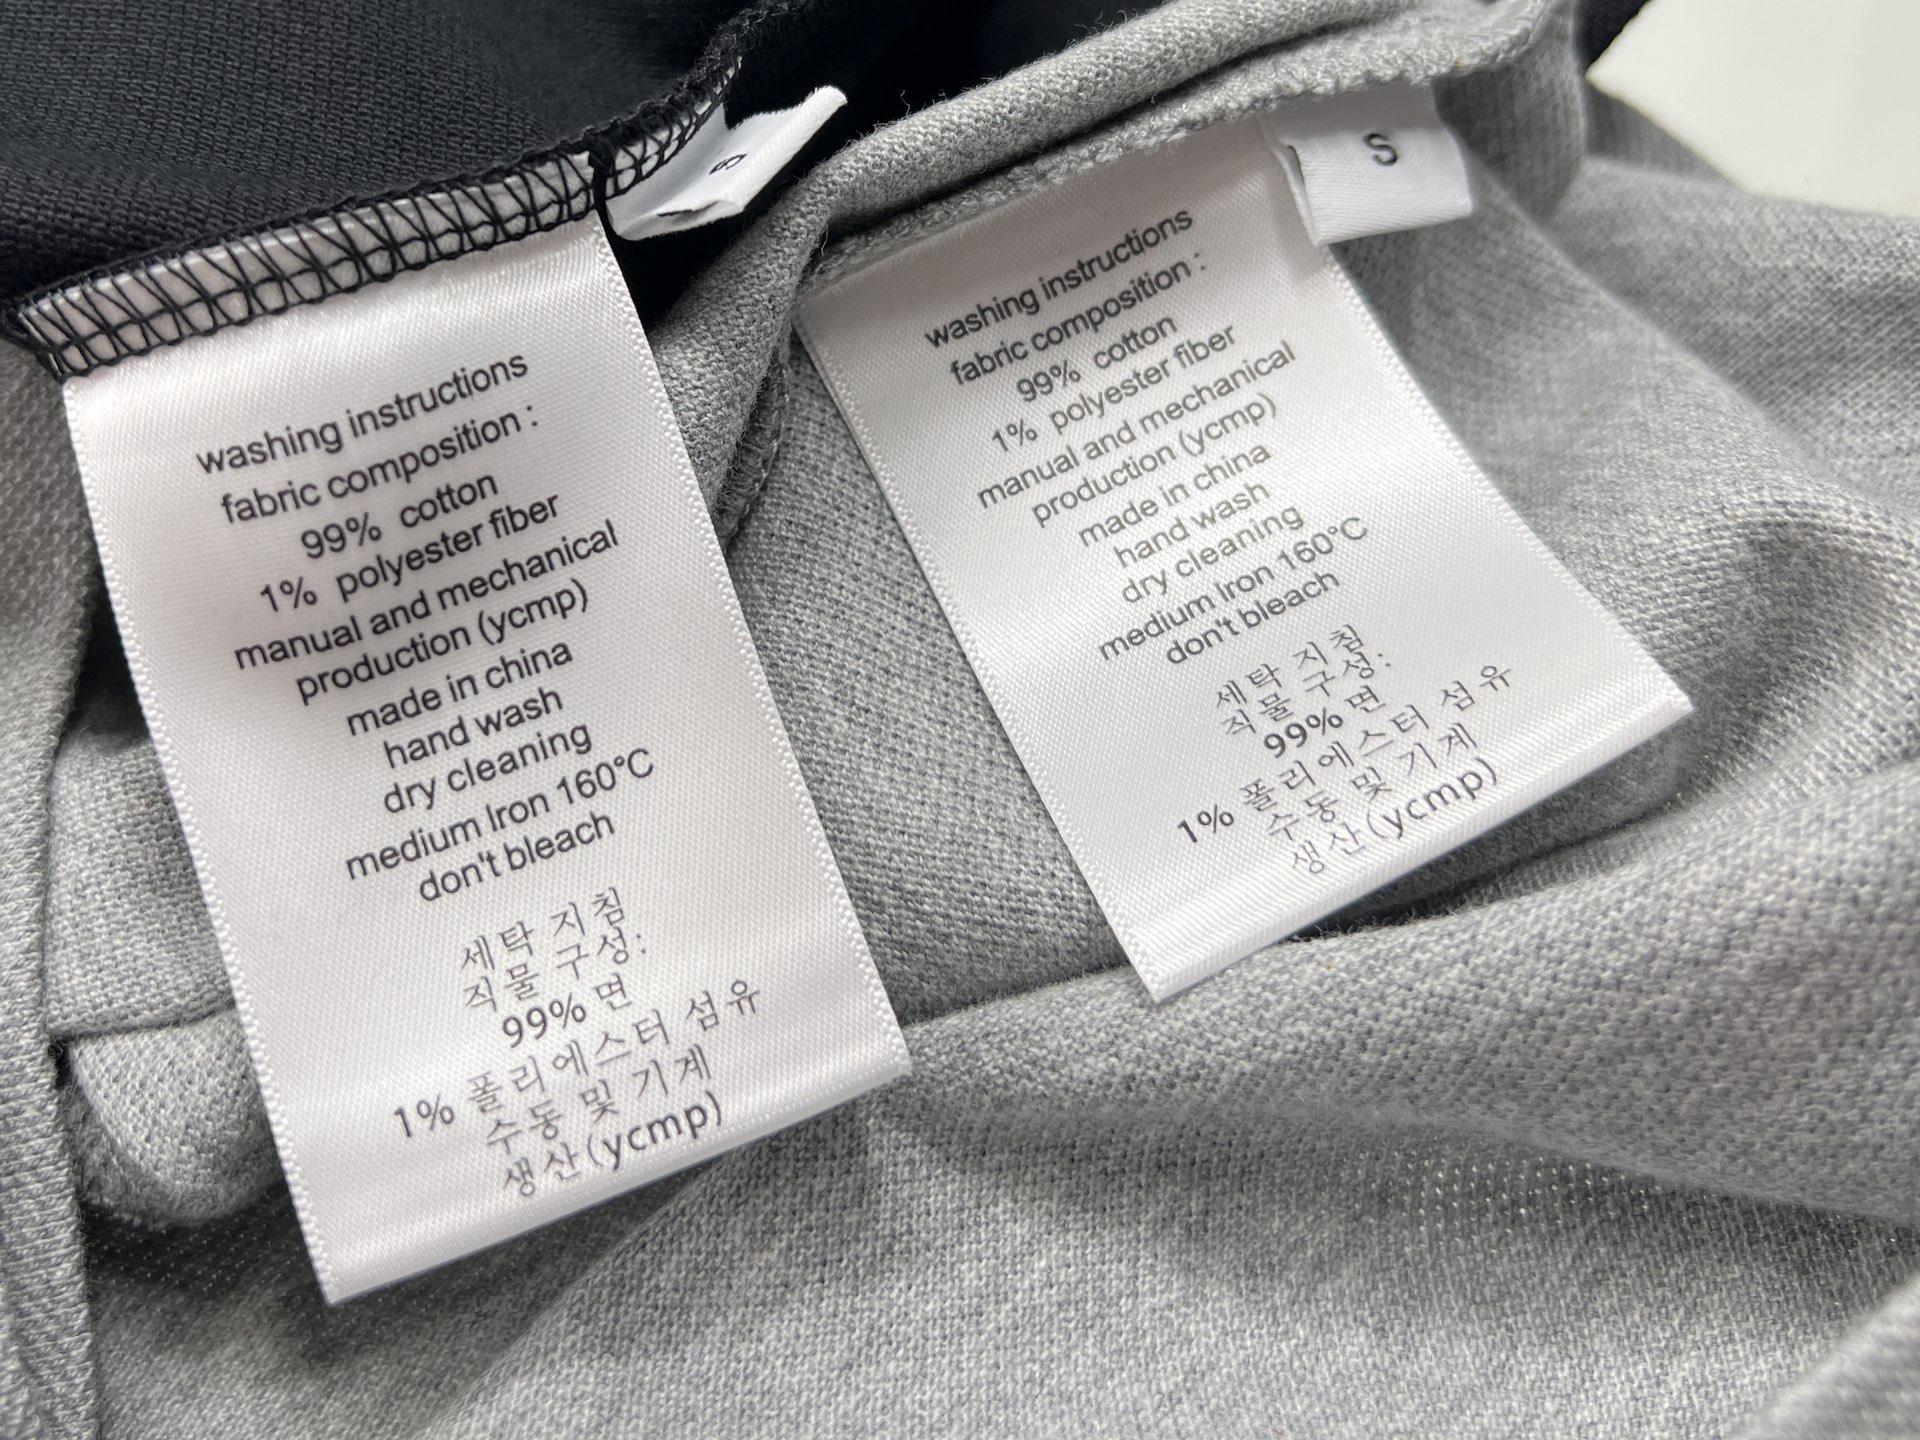 S
washing instructions
fabric composition :
99% cotton
1% polyester fiber
manual and mechanical
production (ycmp)
made in china
hand wash
dry cleaning
medium Iron 160°C
don't bleach
세탁 지침
직물 구성:
99% 면
1% 폴리에스터 섬유
수동 및 기계
생산(ycmp)
S
washing instructions
fabric composition :
99% cotton
1% polyester fiber
manual and mechanical
production (ycmp)
made in china
hand wash
dry cleaning
medium Iron 160°C
don't bleach
세탁 지침
직물 구성:
99% 면
1% 폴리에스터 섬유
수동 및 기계
생산(ycmp)